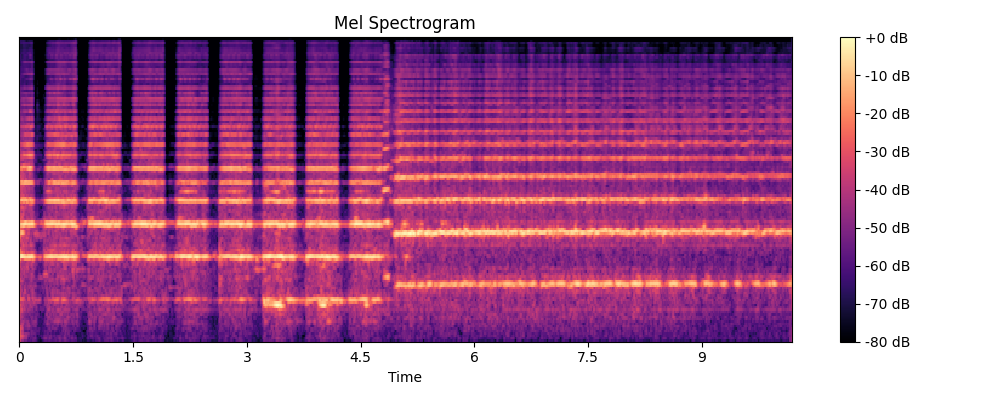 Mel Spectrogram
+0 dB
-10 dB
-20 dB
-30 dB
-40 dB
-50 dB
-60 dB
-70 dB
-80 dB
0 1.5 3 4.5 6 7.5 9
Time